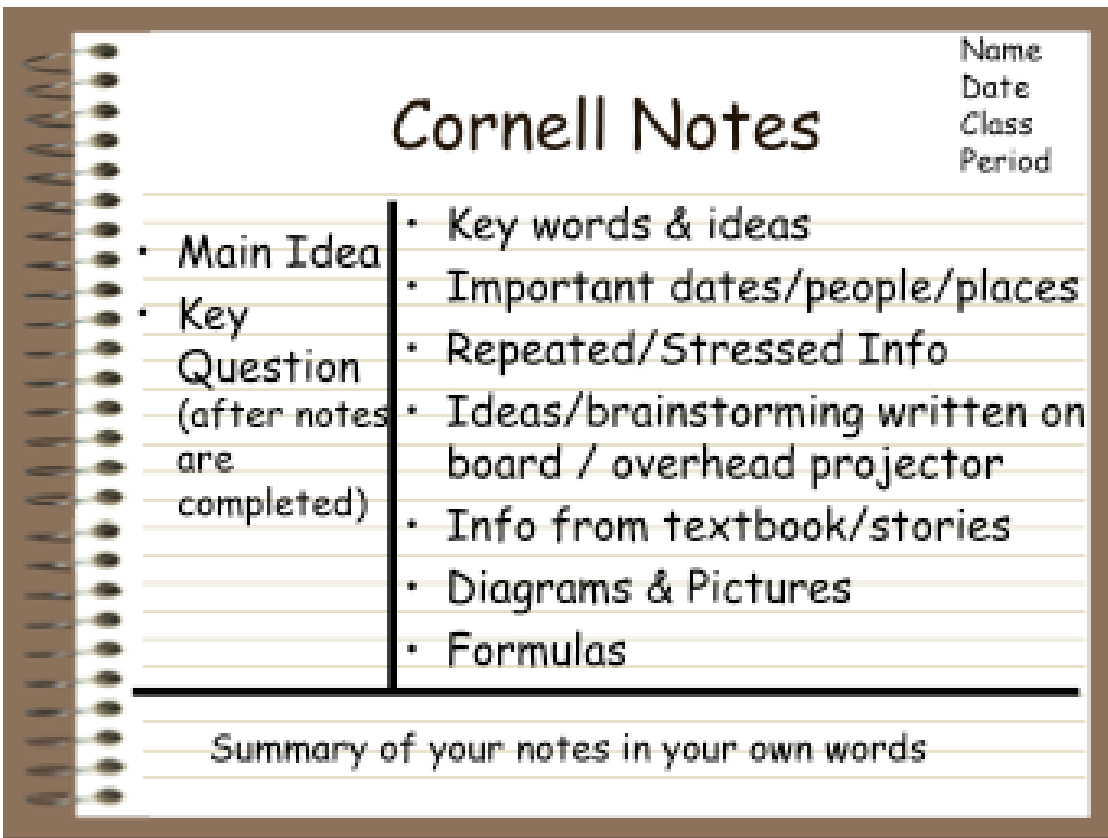 Name
Date
Class
Period
Cornell Notes
• Main Idea
• Key
Question
(after notes
are
completed)
• Key words & ideas
• Important dates/people/places
• Repeated/Stressed Info
• Ideas/brainstorming written on
board / overhead projector
• Info from textbook/stories
• Diagrams & Pictures
• Formulas
Summary of your notes in your own words